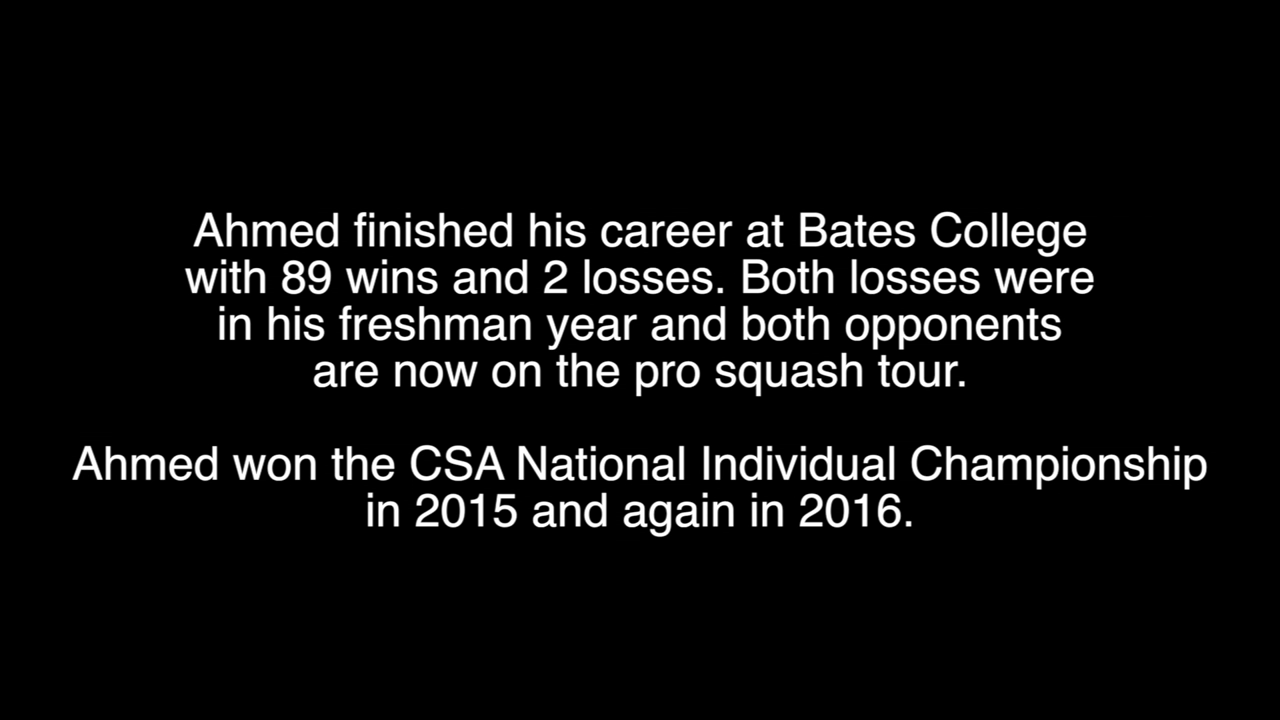 Ahmed finished his career at Bates College
with 89 wins and 2 losses. Both losses were
in his freshman year and both opponents
are now on the pro squash tour.
Ahmed won the CSA National Individual Championship
in 2015 and again in 2016.